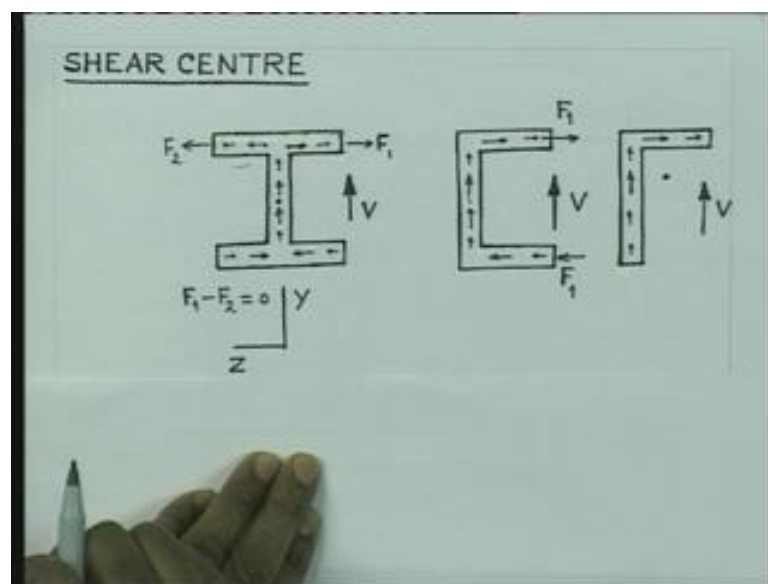 SHEAR CENTRE
F₁
F₂ F₁
V V V
F₁
F₁-F₂=0 Y
Z